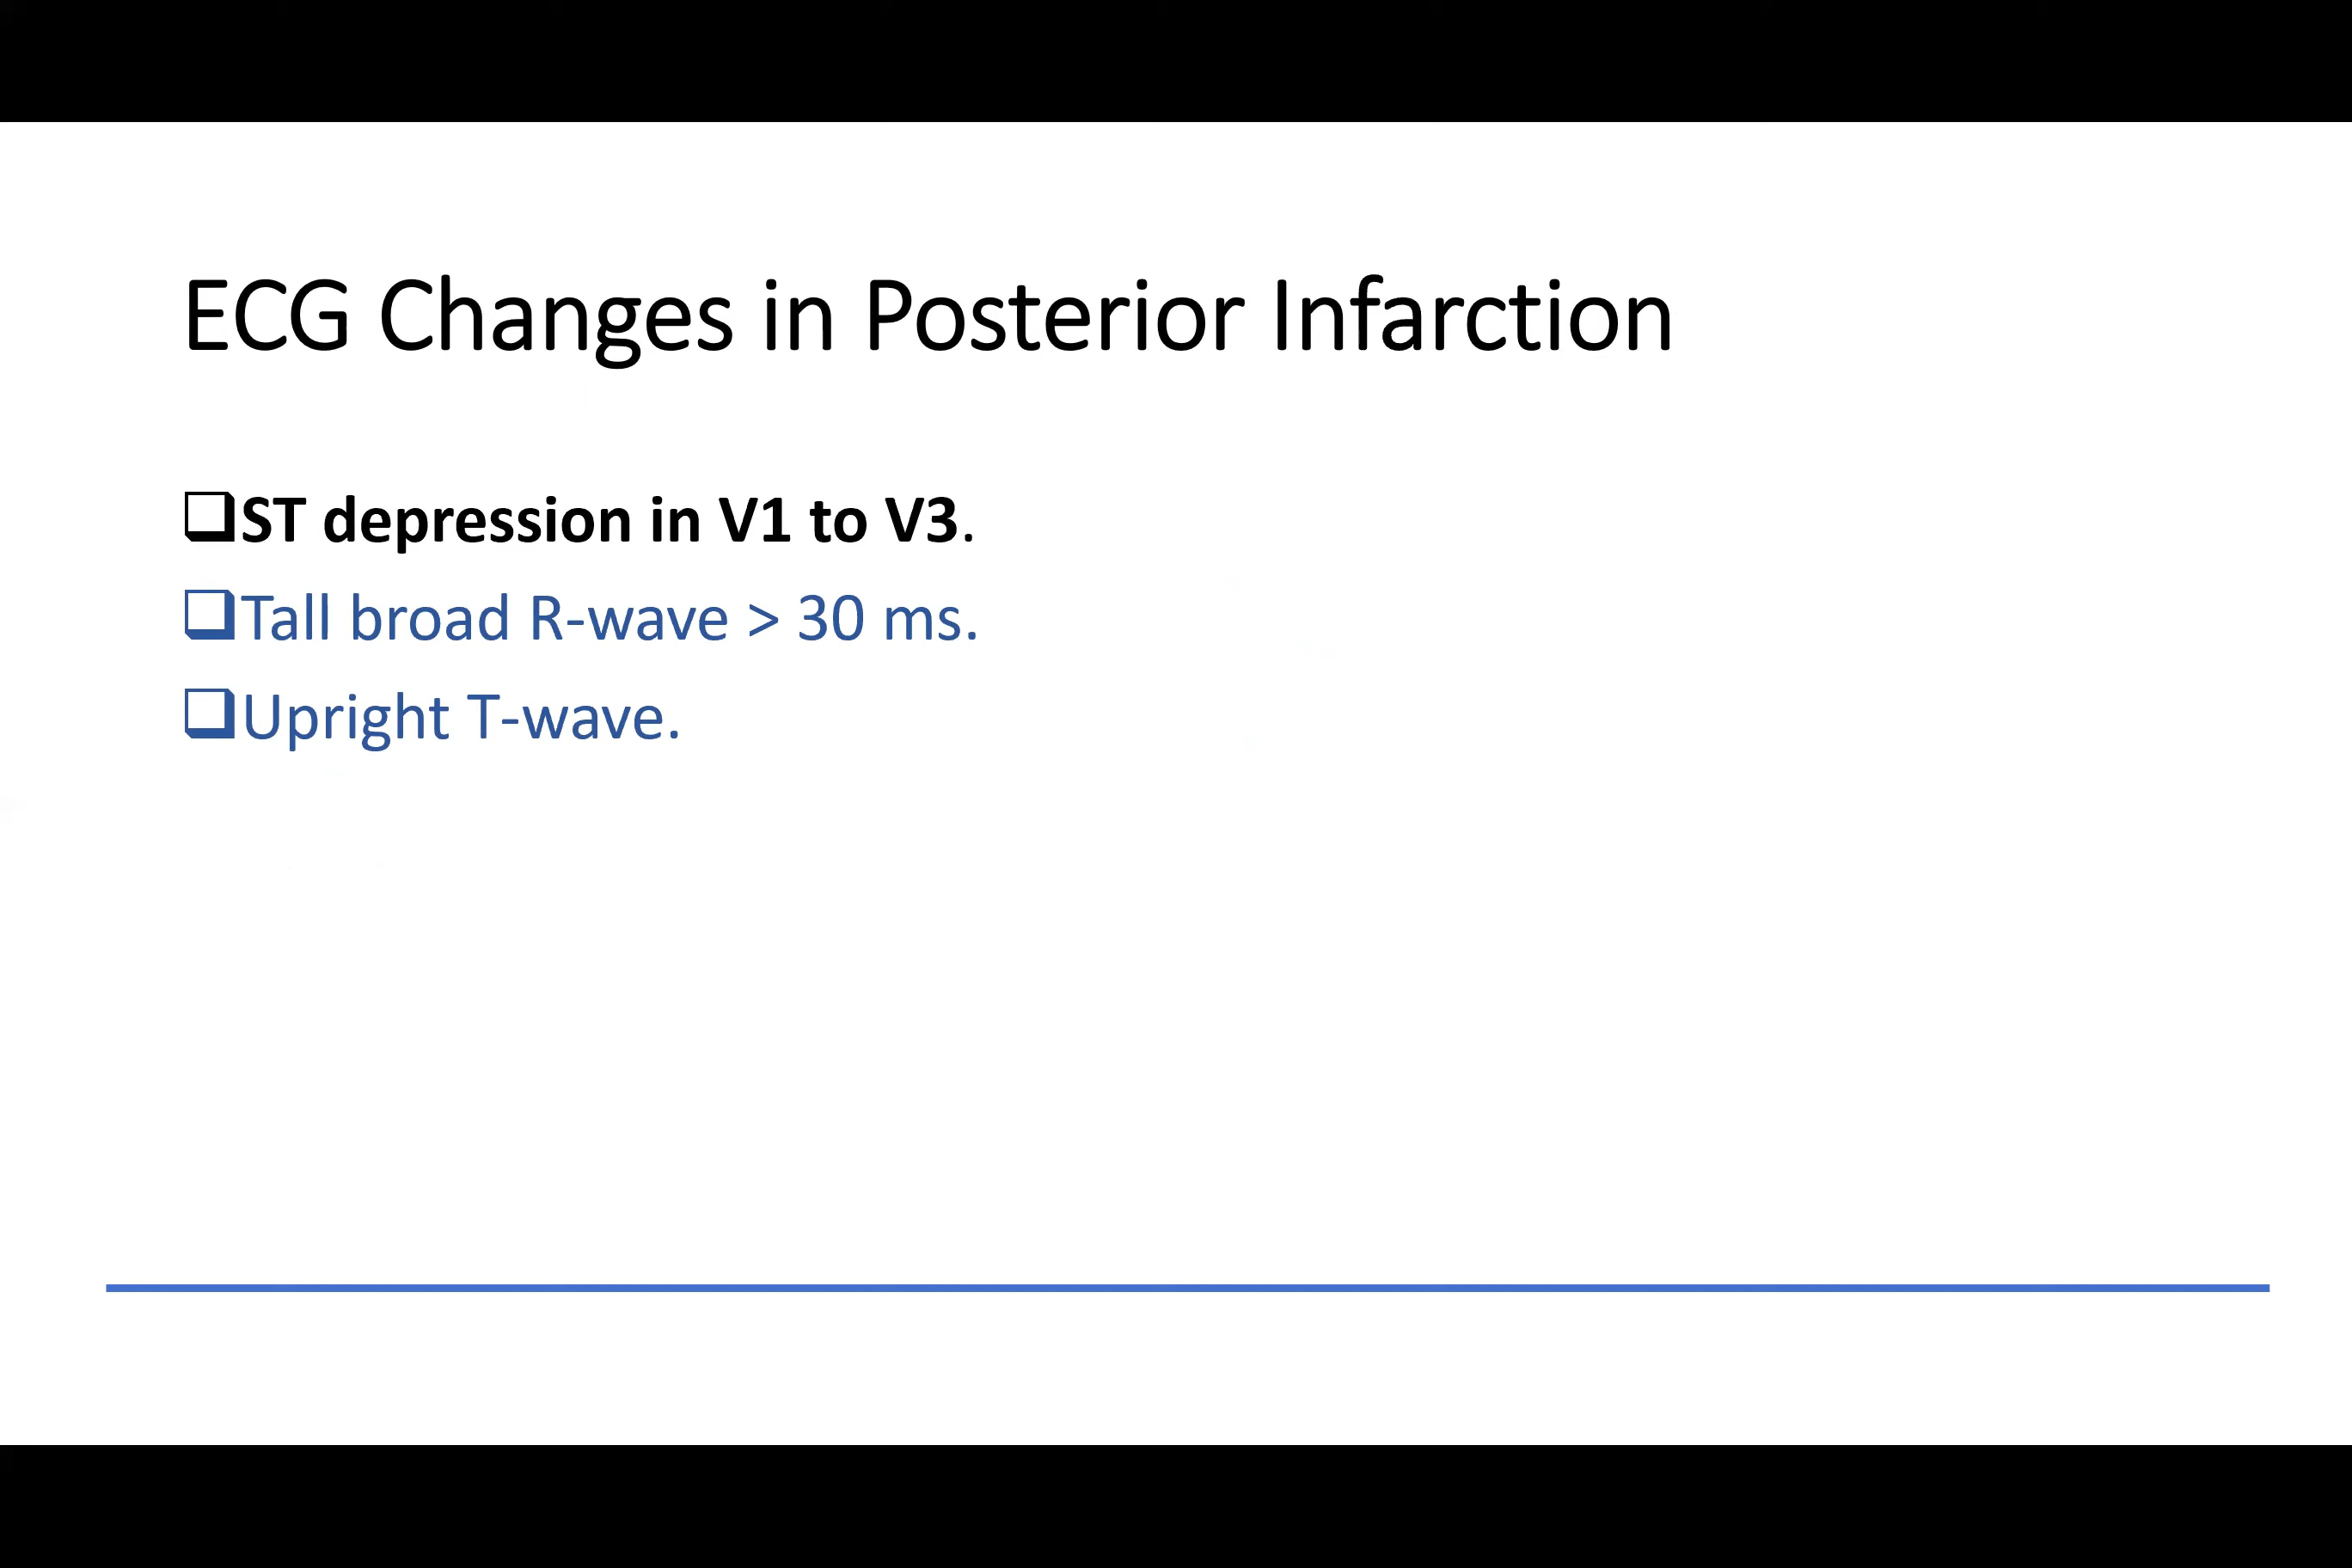 ECG Changes in Posterior Infarction
ST depression in V1 to V3.
Tall broad R-wave > 30 ms.
Upright T-wave.